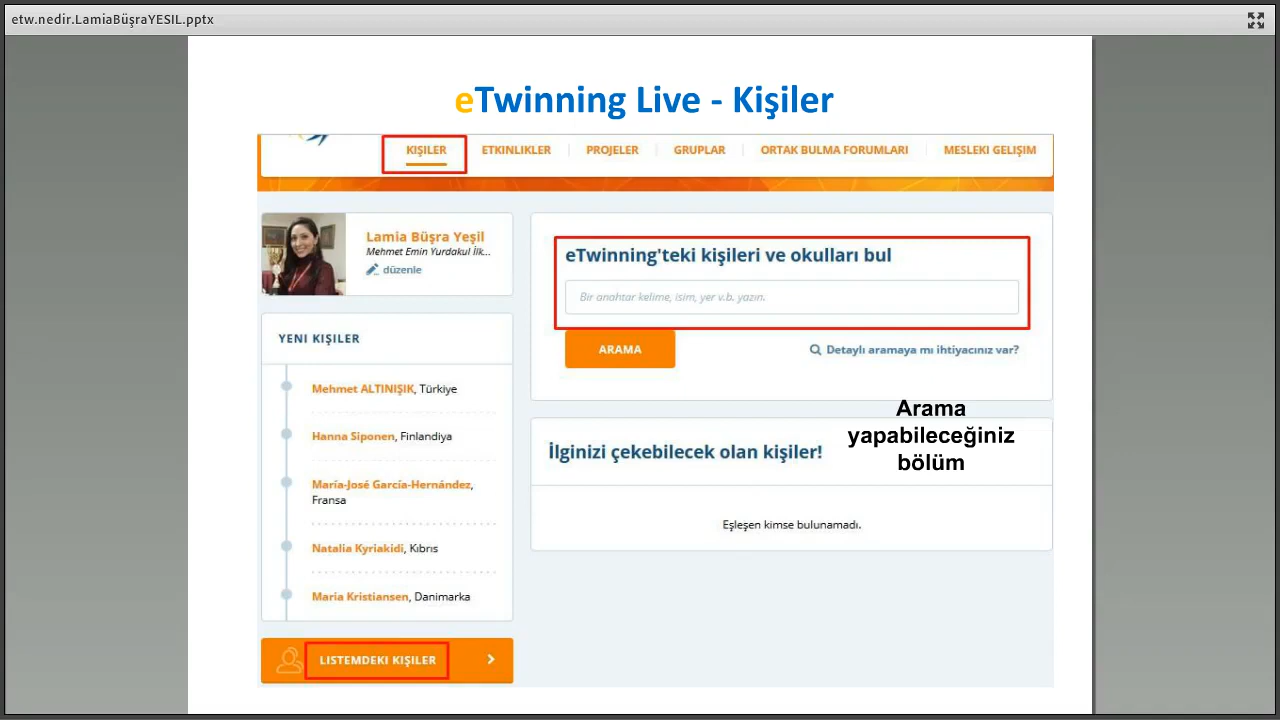 etw.nedir.LamiaBüşraYESIL.pptx
eTwinning Live - Kişiler
KIŞILER ETKINLIKLER PROJELER GRUPLAR ORTAK BULMA FORUMLARI MESLEKI GELIŞIM
Lamia Büşra Yeşil
Mehmet Emin Yurdakul İlk...
düzenle
YENI KIŞILER
Mehmet ALTINIŞIK, Türkiye
Hanna Siponen, Finlandiya
María-José García-Hernández,
Fransa
Natalia Kyriakidi, Kıbrıs
Maria Kristiansen, Danimarka
LISTEMDEKI KIŞILER
eTwinning'teki kişileri ve okulları bul
Bir anahtar kelime, isim, yer v.b. yazın.
ARAMA
Detaylı aramaya mı ihtiyacınız var?
Arama
yapabileceğiniz
bölüm
İlginizi çekebilecek olan kişiler!
Eşleşen kimse bulunamadı.